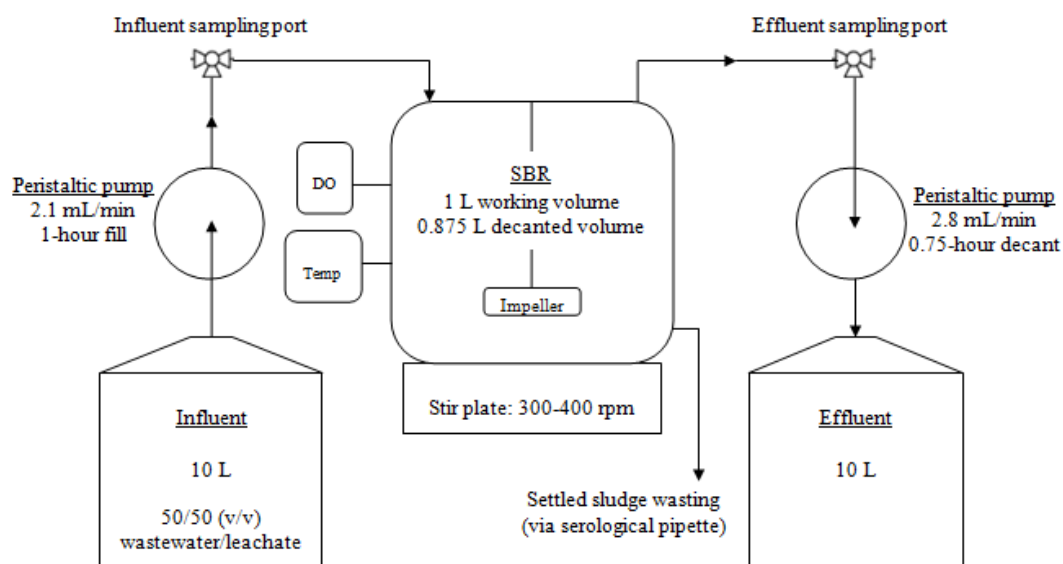 Influent sampling port
Effluent sampling port
Peristaltic pump
2.1 mL/min
1-hour fill
DO
Temp
SBR
1 L working volume
0.875 L decanted volume
Impeller
Peristaltic pump
2.8 mL/min
0.75-hour decant
Stir plate: 300-400 rpm
Influent
10 L
50/50 (v/v)
wastewater/leachate
Settled sludge wasting
(via serological pipette)
Effluent
10 L